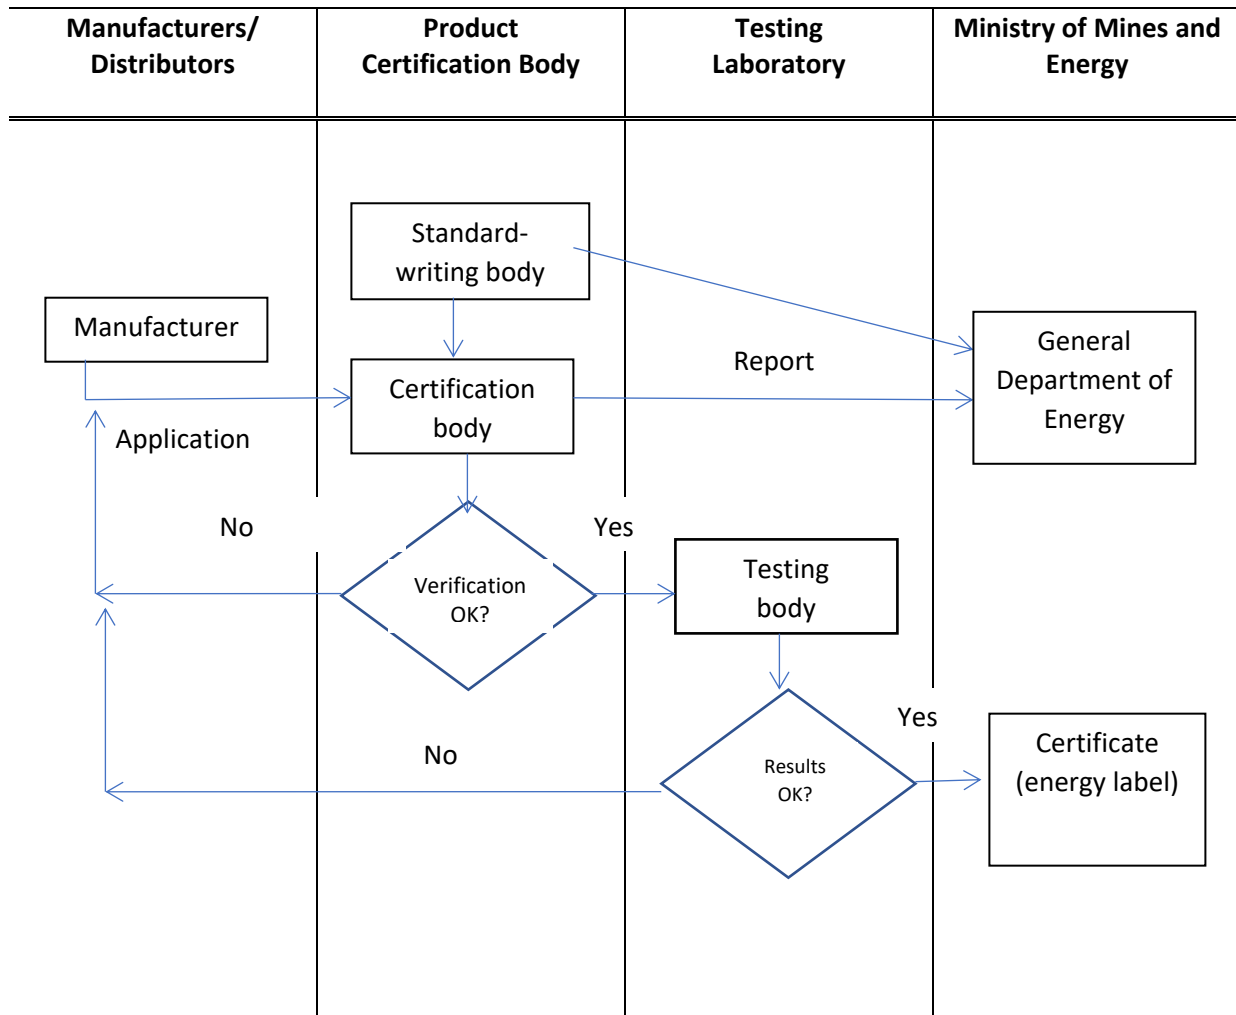 Manufacturers/
Distributors
Product
Certification Body
Testing
Laboratory
Ministry of Mines and
Energy
Standard-
writing body
Manufacturer
General
Department of
Energy
Report
Certification
body
Application
No
Yes
Verification
OK?
Testing
body
Yes
No
Results
OK?
Certificate
(energy label)